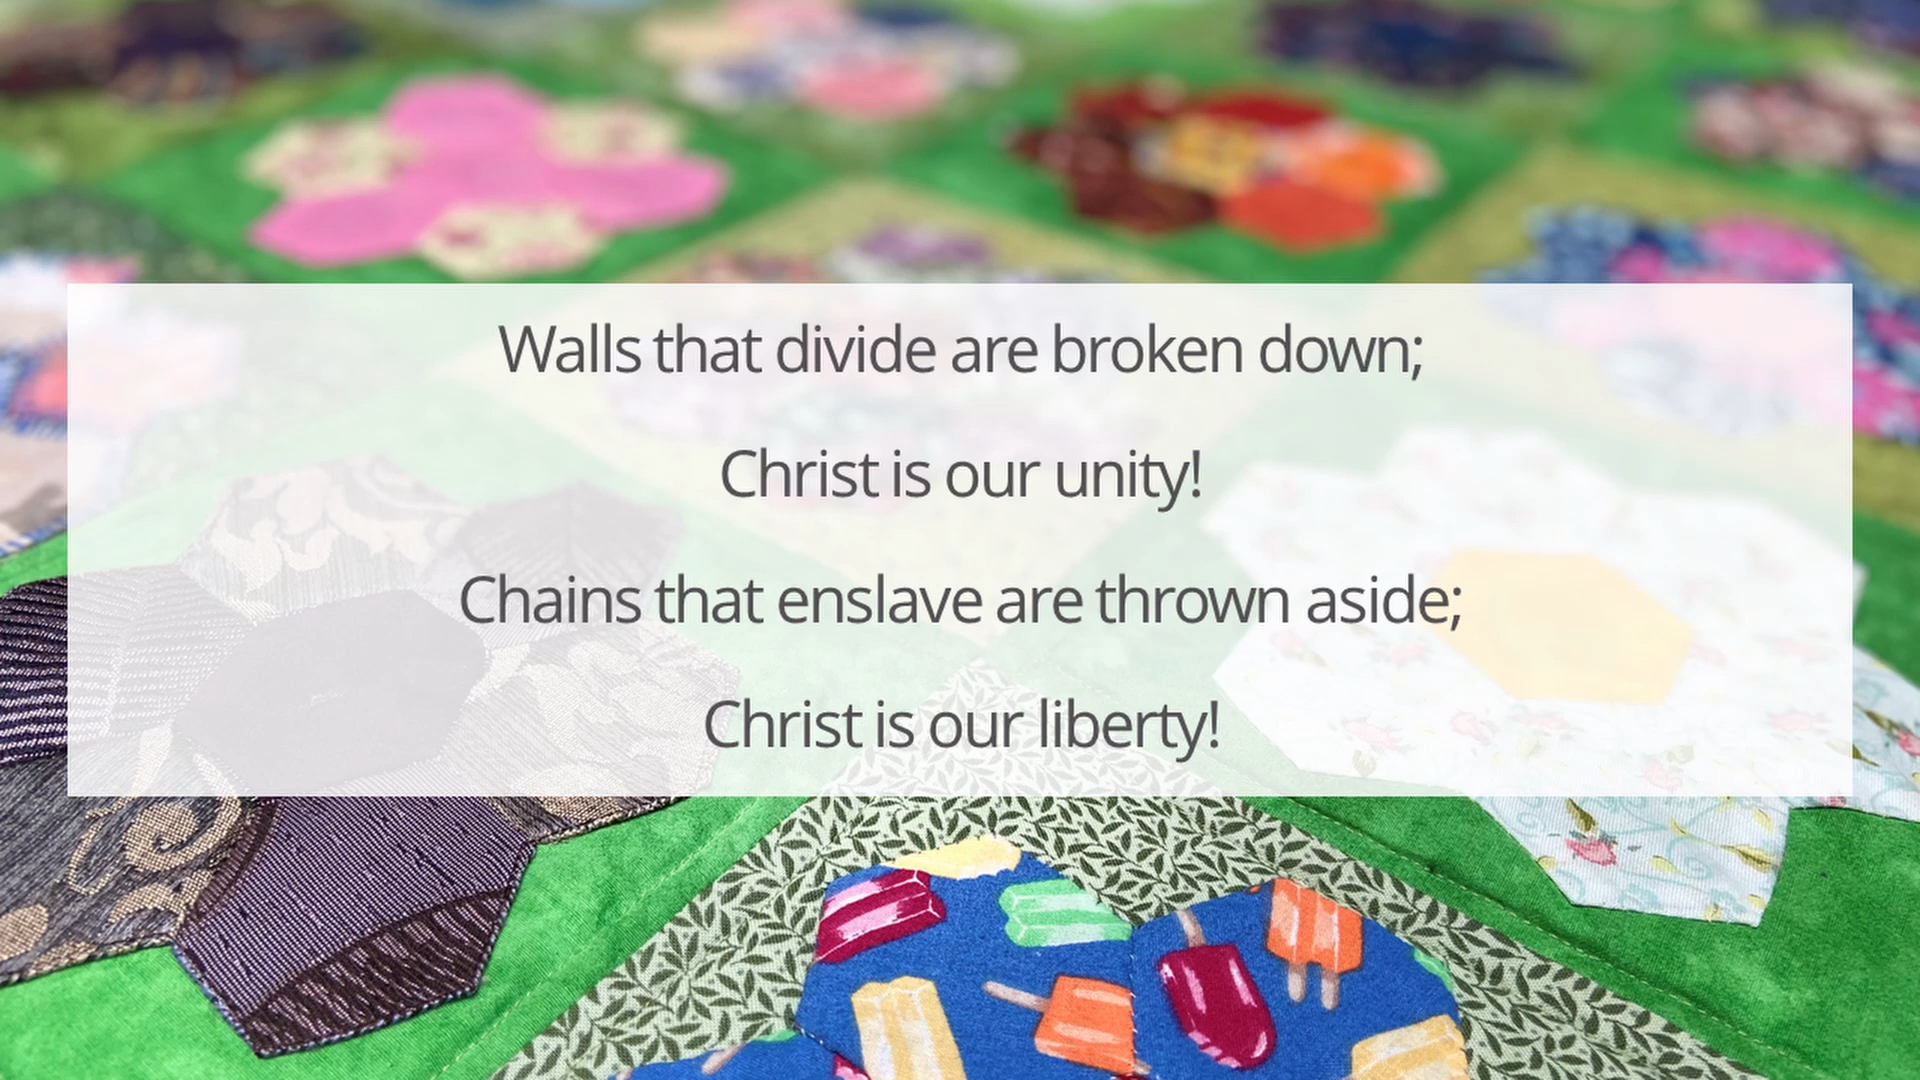 Walls that divide are broken down;
Christ is our unity!
Chains that enslave are thrown aside;
Christ is our liberty!